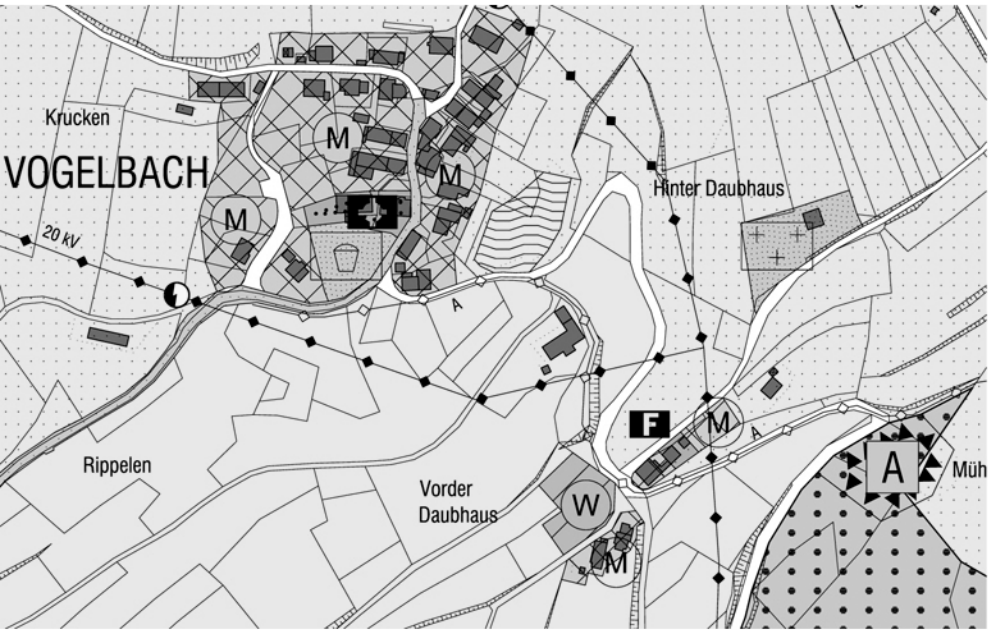 Krucken
M
VOGELBACH
M
Hinter Daubhaus
M
20 kV
A
F
M
A
A
Rippelen
Müh
Vorder
Daubhaus
W
M